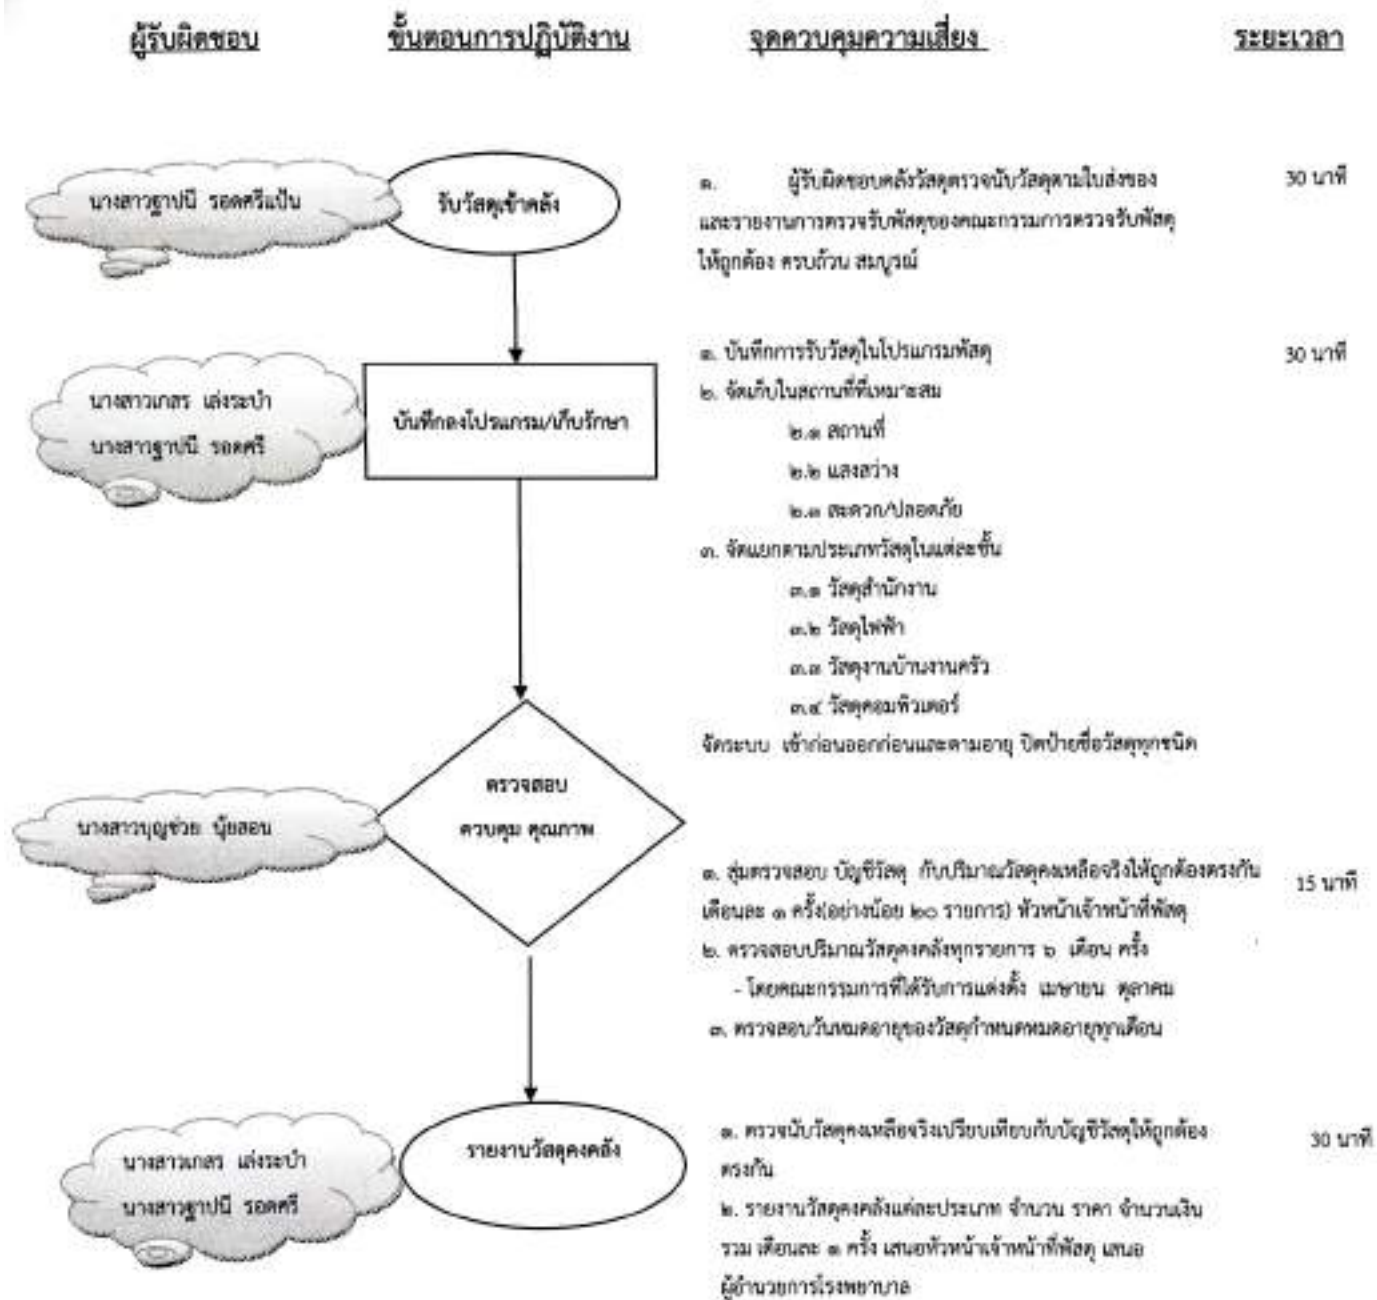 ผู้รับผิดชอบ ขั้นตอนการปฏิบัติงาน จุดควบคุมความเสี่ยง ระยะเวลา
นางสาวฐาปนี รอดศรีแป้น
รับวัสดุเข้าคลัง
๑. ผู้รับผิดชอบคลังวัสดุตรวจนับวัสดุตามใบส่งของ
และรายงานการตรวจรับพัสดุของคณะกรรมการตรวจรับพัสดุ
ให้ถูกต้อง ครบถ้วน สมบูรณ์
30 นาที
นางสาวเกสร เล่งระบำ
นางสาวฐาปนี รอดศรี
บันทึกลงโปรแกรม/เก็บรักษา
๑. บันทึกการรับวัสดุในโปรแกรมพัสดุ
30 นาที
๒. จัดเก็บในสถานที่ที่เหมาะสม
๒.๑ สถานที่
๒.๒ แสงสว่าง
๒.๓ สะดวก/ปลอดภัย
๓. จัดแยกตามประเภทวัสดุในแต่ละชั้น
๓.๑ วัสดุสำนักงาน
๓.๒ วัสดุไฟฟ้า
๓.๓ วัสดุงานบ้านงานครัว
๓.๔ วัสดุคอมพิวเตอร์
จัดระบบ เข้าก่อนออกก่อนและตามอายุ ปิดป้ายชื่อวัสดุทุกชนิด
นางสาวบุญช่วย นุ้ยสอน
ตรวจสอบ
ควบคุม คุณภาพ
๑. สุ่มตรวจสอบ บัญชีวัสดุ กับปริมาณวัสดุคงเหลือจริงให้ถูกต้องตรงกัน
15 นาที
เดือนละ ๑ ครั้ง(อย่างน้อย ๒๐ รายการ) หัวหน้าเจ้าหน้าที่พัสดุ
๒. ตรวจสอบปริมาณวัสดุคงคลังทุกรายการ ๖ เดือน ครั้ง
- โดยคณะกรรมการที่ได้รับการแต่งตั้ง เมษายน ตุลาคม
๓. ตรวจสอบวันหมดอายุของวัสดุกำหนดหมดอายุทุกเดือน
นางสาวเกสร เล่งระบำ
นางสาวฐาปนี รอดศรี
รายงานวัสดุคงคลัง
๑. ตรวจนับวัสดุคงเหลือจริงเปรียบเทียบกับบัญชีวัสดุให้ถูกต้อง
ตรงกัน
30 นาที
๒. รายงานวัสดุคงคลังแต่ละประเภท จำนวน ราคา จำนวนเงิน
รวม เดือนละ ๑ ครั้ง เสนอหัวหน้าเจ้าหน้าที่พัสดุ เสนอ
ผู้อำนวยการโรงพยาบาล